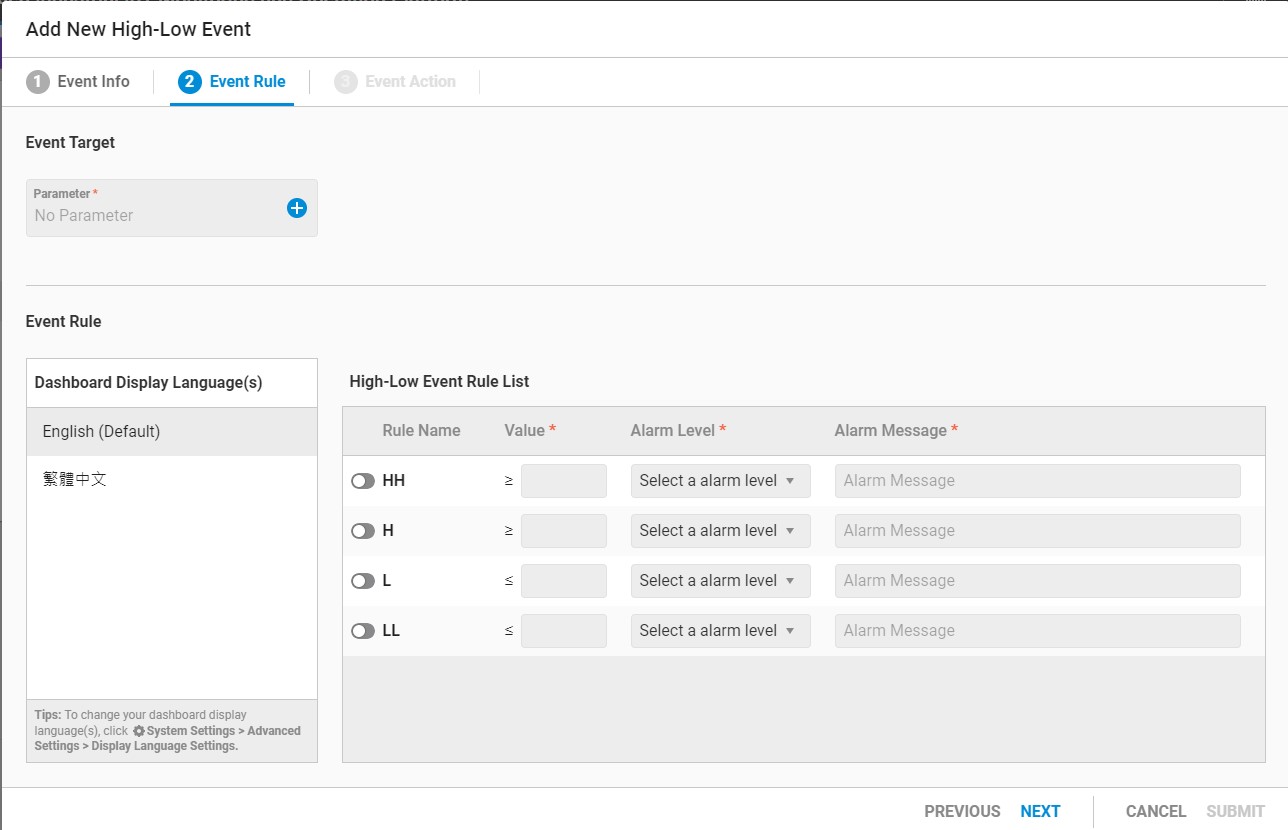 Add New High-Low Event
1 Event Info 2 Event Rule 3 Event Action
Event Target
Parameter *
No Parameter
Event Rule
Dashboard Display Language(s)
English (Default)
繁體中文
Tips: To change your dashboard display
language(s), click System Settings > Advanced
Settings > Display Language Settings.
High-Low Event Rule List
Rule Name Value * Alarm Level * Alarm Message *
HH ≥ Select a alarm level Alarm Message
H ≥ Select a alarm level Alarm Message
L ≤ Select a alarm level Alarm Message
LL ≤ Select a alarm level Alarm Message
PREVIOUS NEXT CANCEL SUBMIT